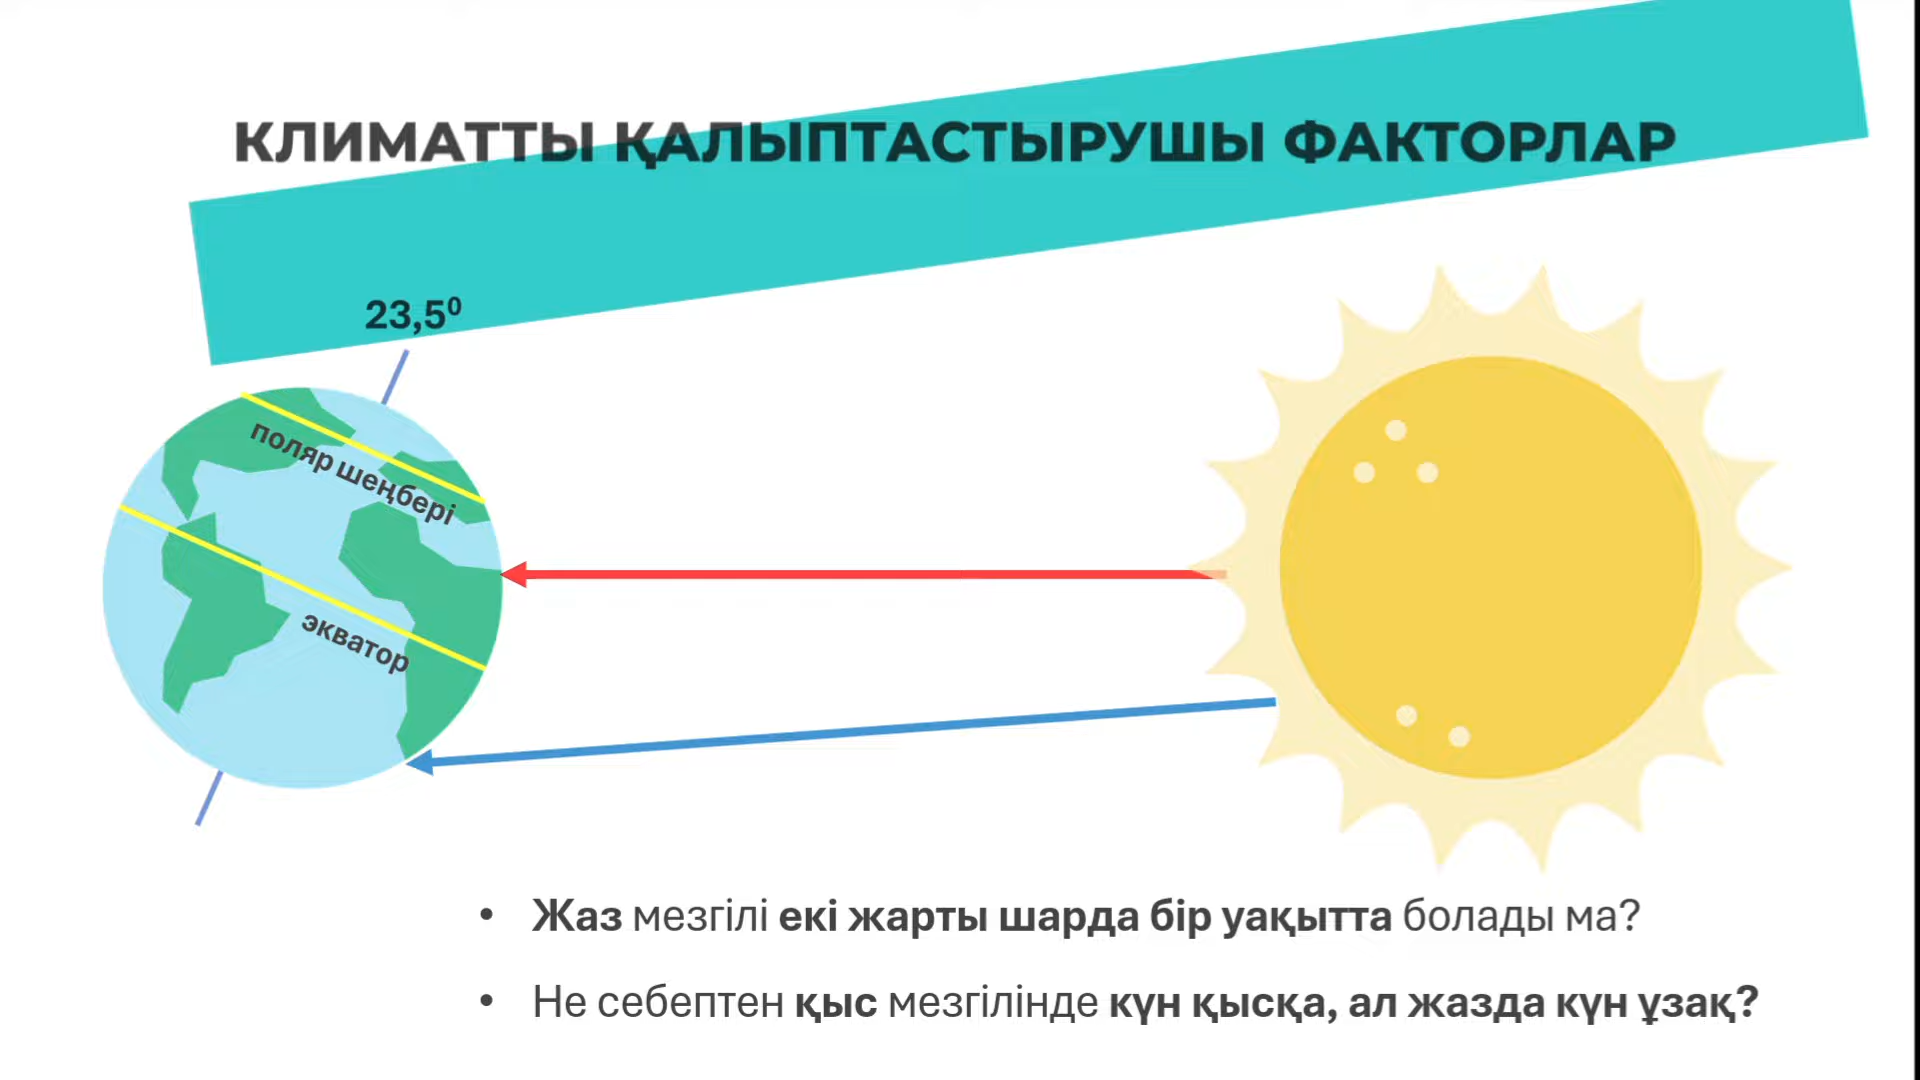 КЛИМАТТЫ ҚАЛЫПТАСТЫРУШЫ ФАКТОРЛАР
23,5⁰
поляр шеңбері
экватор
• Жаз мезгілі екі жарты шарда бір уақытта болады ма?
• Не себептен қыс мезгілінде күн қысқа, ал жазда күн ұзақ?